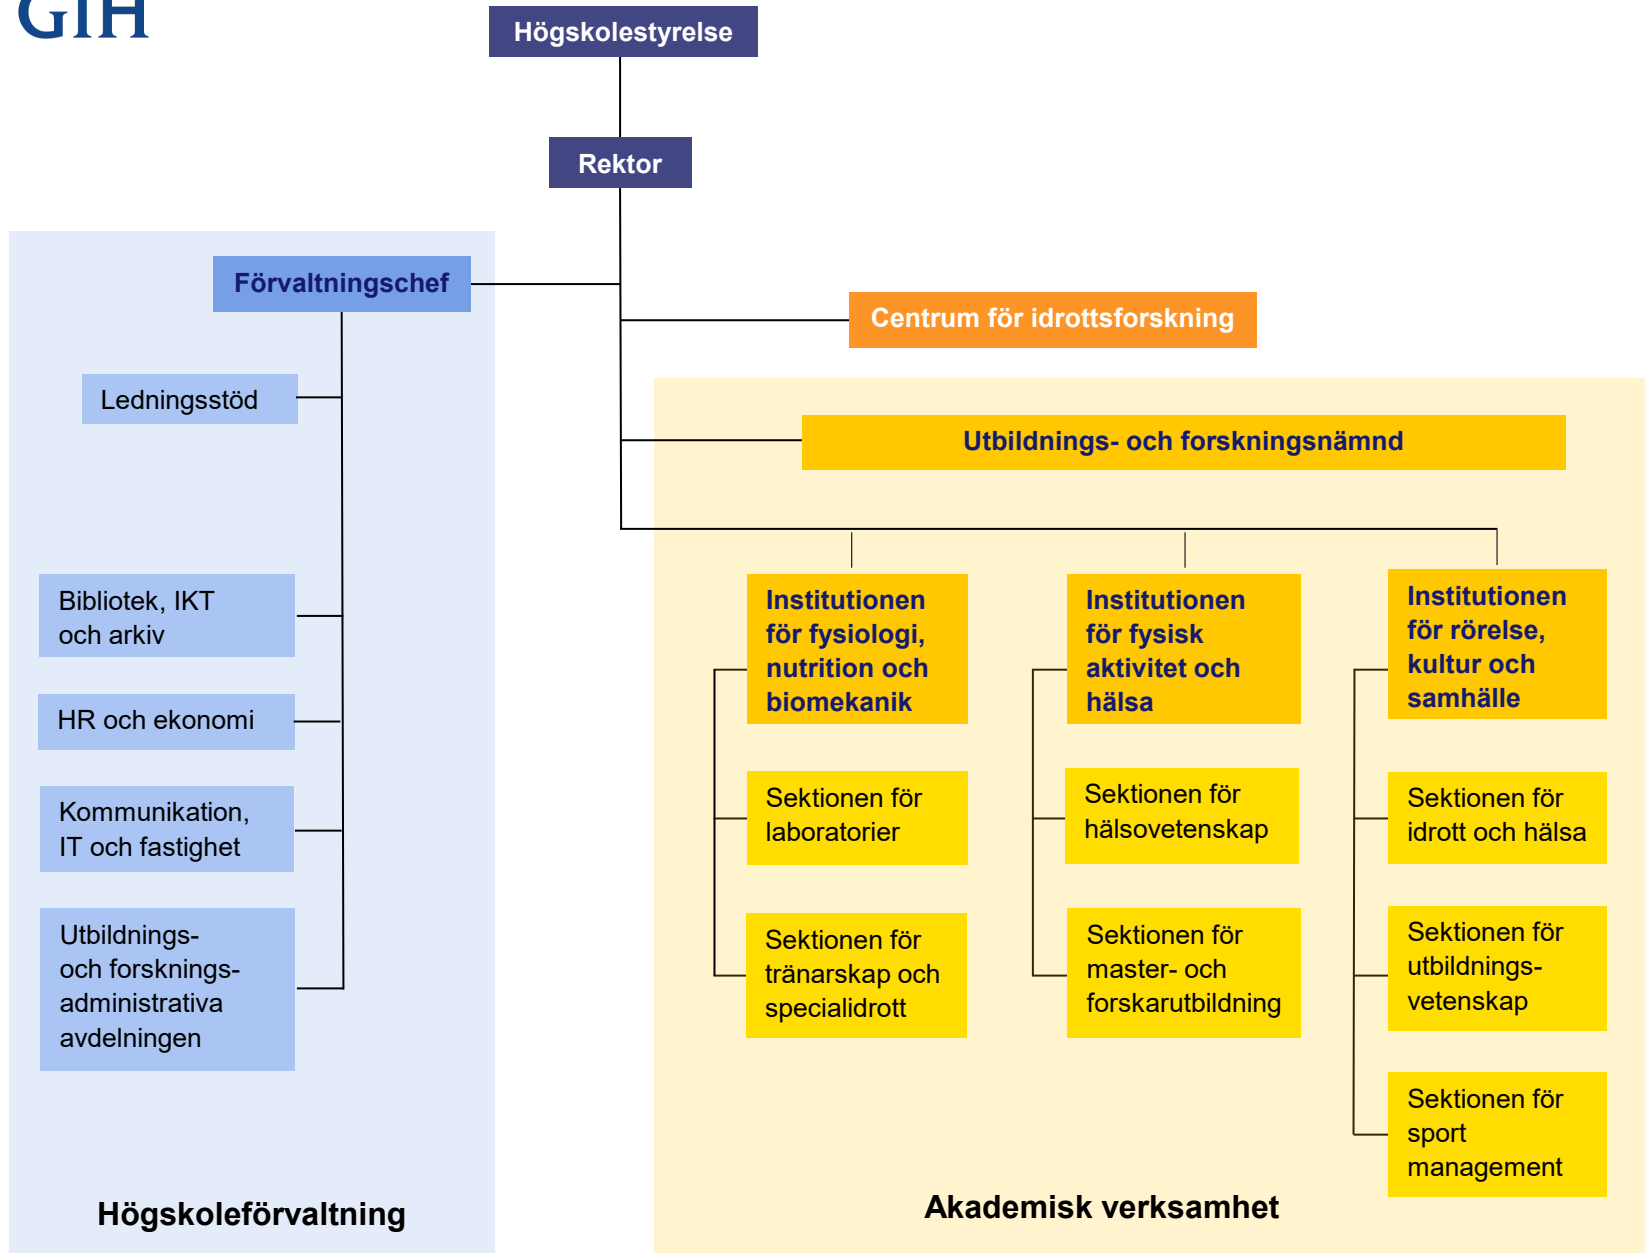 GIH
Högskolestyrelse
Rektor
Förvaltningschef
Centrum för idrottsforskning
Ledningsstöd
Utbildnings- och forskningsnämnd
Bibliotek, IKT
och arkiv
HR och ekonomi
Kommunikation,
IT och fastighet
Utbildnings-
och forsknings-
administrativa
avdelningen
Högskoleförvaltning
Institutionen
för fysiologi,
nutrition och
biomekanik
Sektionen för
laboratorier
Sektionen för
tränarskap och
specialidrott
Institutionen
för fysisk
aktivitet och
hälsa
Sektionen för
hälsovetenskap
Sektionen för
master- och
forskarutbildning
Institutionen
för rörelse,
kultur och
samhälle
Sektionen för
idrott och hälsa
Sektionen för
utbildnings-
vetenskap
Sektionen för
sport
management
Akademisk verksamhet